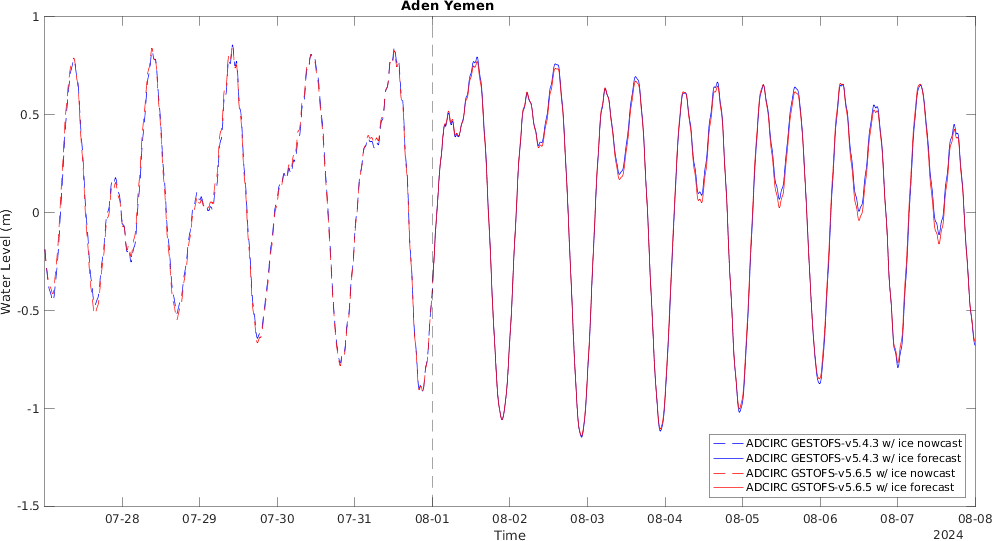 Aden Yemen
1
0.5
0
-0.5
-1
-1.5
Water Level (m)
ADCIRC GESTOFS-v5.4.3 w/ ice nowcast
ADCIRC GESTOFS-v5.4.3 w/ ice forecast
ADCIRC GSTOFS-v5.6.5 w/ ice nowcast
ADCIRC GSTOFS-v5.6.5 w/ ice forecast
07-28 07-29 07-30 07-31 08-01 08-02 08-03 08-04 08-05 08-06 08-07 08-08
Time
2024